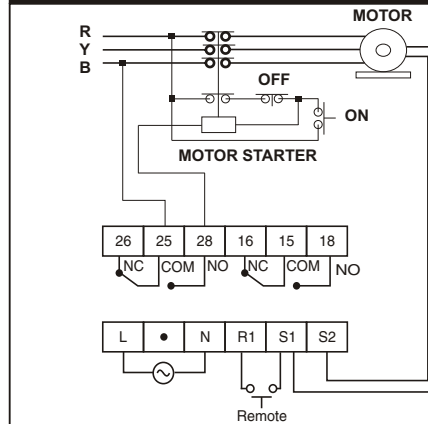 MOTOR
R
Y
B
OFF
ON
MOTOR STARTER
26 25 28 16 15 18
NC COM NO NC COM NO
L • N R1 S1 S2
Remote